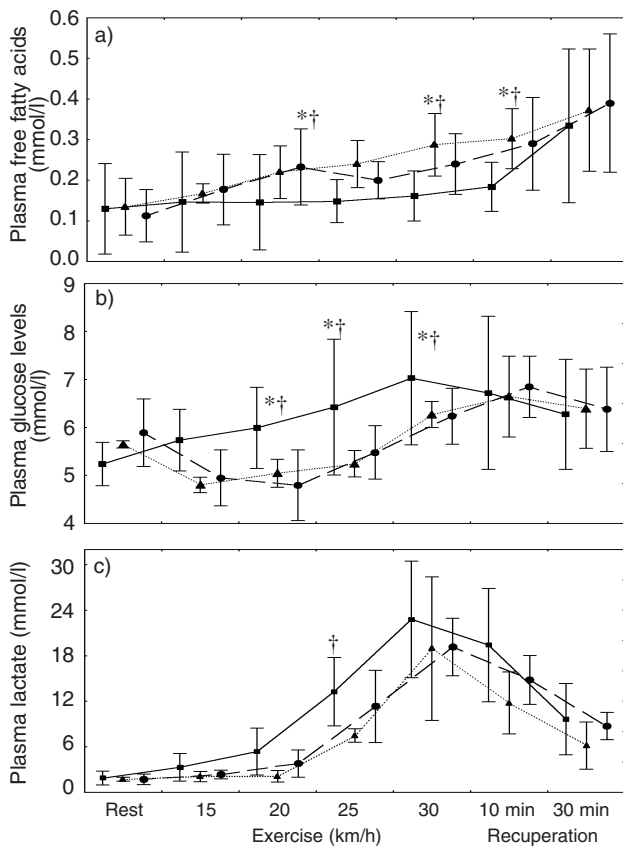 a)
Plasma free fatty acids
(mmol/l)
0.6
0.5
0.4
0.3
0.2
0.1
0.0
*†
*†
*†
b)
Plasma glucose levels
(mmol/l)
9
8
7
6
5
4
*†
*†
*†
c)
Plasma lactate (mmol/l)
30
24
18
12
6
0
†
Rest 15 20 25 30 10 min 30 min
Exercise (km/h) Recuperation